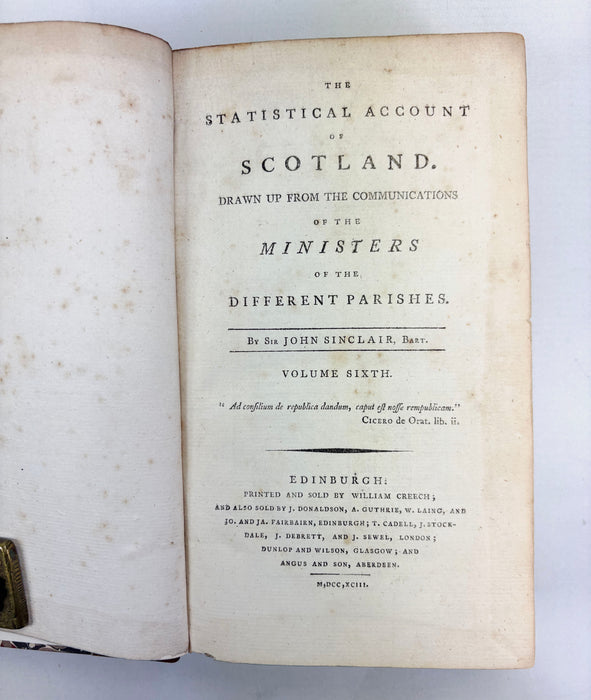 THE
STATISTICAL ACCOUNT
OF
SCOTLAND.
DRAWN UP FROM THE COMMUNICATIONS
OF THE
MINISTERS
OF THE
DIFFERENT PARISHES.
BY SIR JOHN SINCLAIR, BART.
VOLUME SIXTH.
" Ad conſilium de republica dandum, caput eſt noſſe rempublicam."
CICERO de Orat. lib. ii.
EDINBURGH:
PRINTED AND SOLD BY WILLIAM CREECH;
AND ALSO SOLD BY J. DONALDSON, A. GUTHRIE, W. LAING, AND
JO. AND JA. FAIRBAIRN, EDINBURGH; T. CADELL, J. STOCK-
DALE, J. DEBRETT, AND J. SEWEL, LONDON;
DUNLOP AND WILSON, GLASGOW; AND
ANGUS AND SON, ABERDEEN.
M,DCC,XCIII.